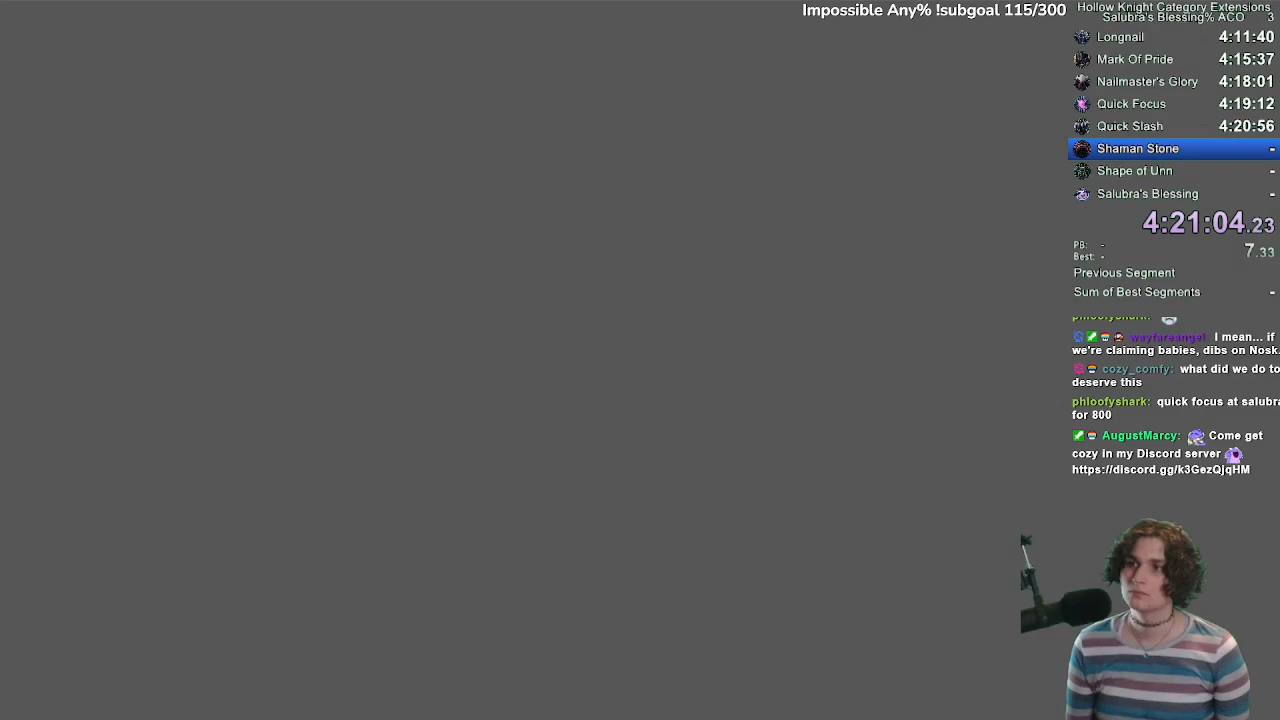 Impossible Any% !subgoal 115/300
Hollow Knight Category Extensions
Salubra's Blessing% ACO 3
Longnail 4:11:40
Mark Of Pride 4:15:37
Nailmaster's Glory 4:18:01
Quick Focus 4:19:12
Quick Slash 4:20:56
Shaman Stone -
Shape of Unn -
Salubra's Blessing -
4:21:04.23
PB: -
Best: -
7.33
Previous Segment
Sum of Best Segments -
phloofyshark:
wayfareangel I mean... if
we're claiming babies, dibs on Nosk.
cozy_comfy: what did we do to
deserve this
phloofyshark: quick focus at salubra
for 800
AugustMarcy: Come get
cozy in my Discord server
https://discord.gg/k3GezQJqHM